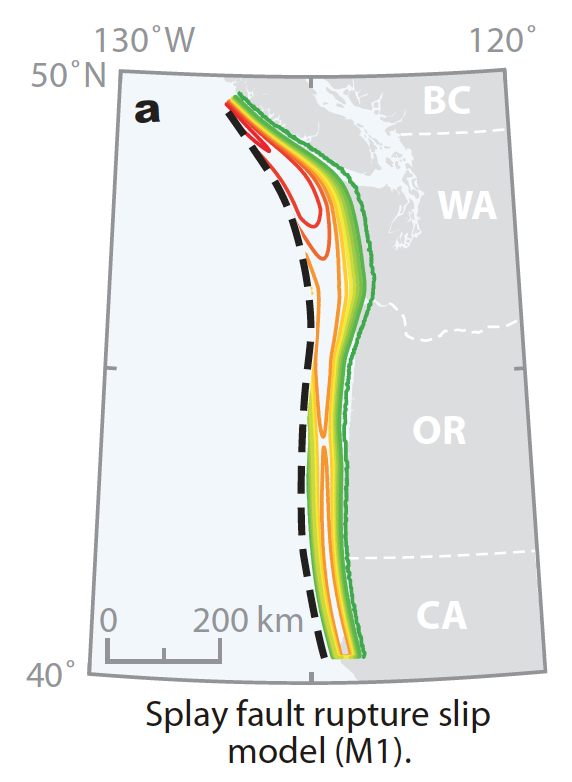 130°W
120°
50°N
a
BC
WA
OR
CA
0
200 km
40°
Splay fault rupture slip
model (M1).